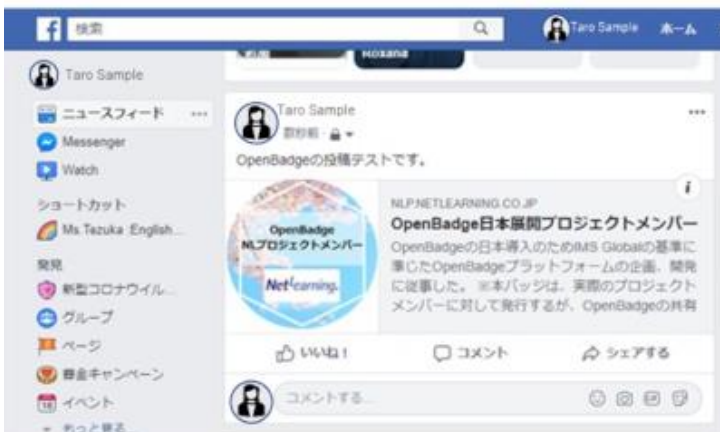 検索
Taro Sample
ホーム
Roxana
Taro Sample
ニュースフィード
Messenger
Watch
ショートカット
Ms.Tezuka :English...
発見
新型コロナウイル...
グループ
ページ
募金キャンペーン
イベント
もっと見る
Taro Sample
数秒前
OpenBadgeの投稿テストです。
OpenBadge
NLプロジェクトメンバー
NetLearning.
NLP.NETLEARNING.CO.JP
OpenBadge日本展開プロジェクトメンバー
OpenBadgeの日本導入のためIMS Globalの基準に
準じたOpenBadgeプラットフォームの企画、開発
に従事した。 ※本バッジは、実際のプロジェクト
メンバーに対して発行するが、OpenBadgeの共有
いいね！
コメント
シェアする
コメントする...